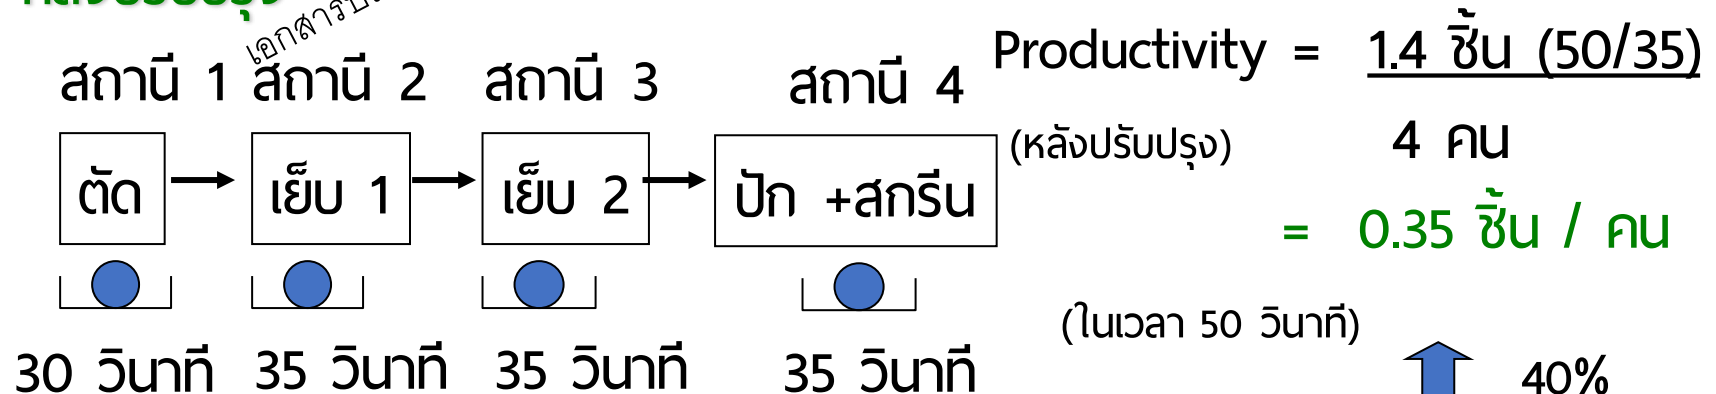 สถานี 1 สถานี 2 สถานี 3 สถานี 4
ตัด เย็บ 1 เย็บ 2 ปัก +สกรีน
30 วินาที 35 วินาที 35 วินาที 35 วินาที
Productivity = 1.4 ชิ้น (50/35)
(หลังปรับปรุง) 4 คน
= 0.35 ชิ้น / คน
(ในเวลา 50 วินาที)
40%